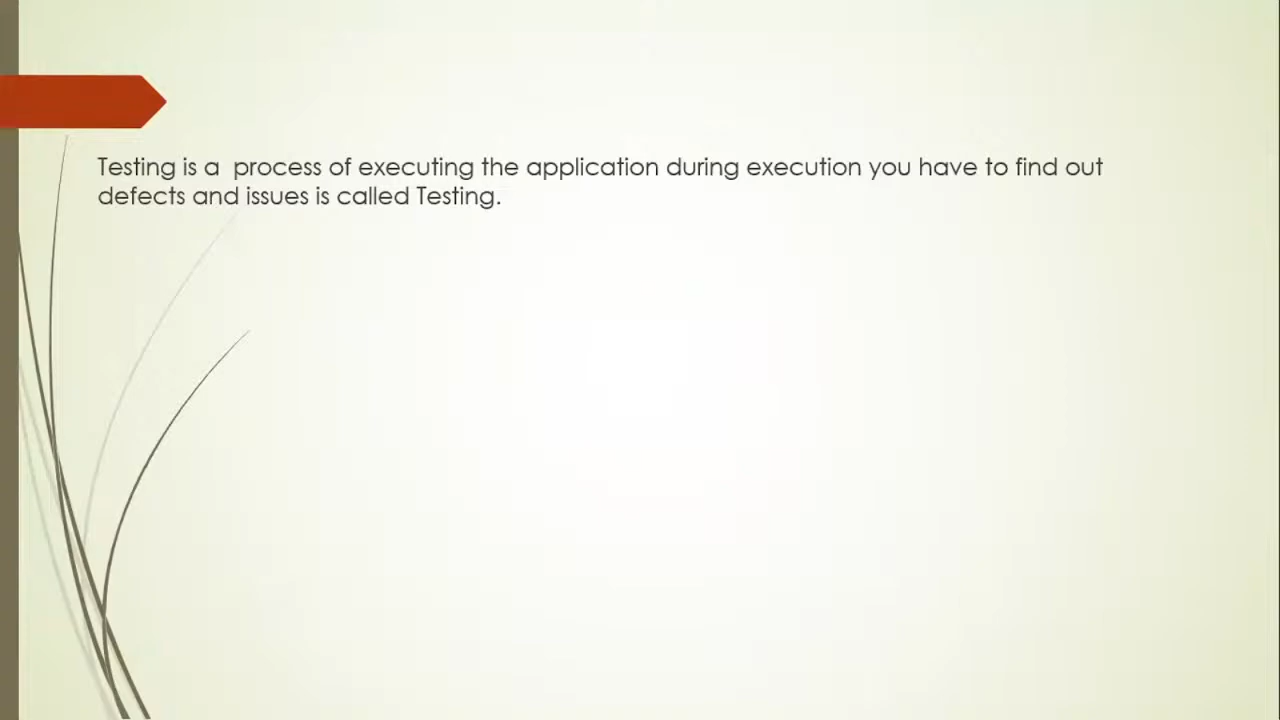 Testing is a  process of executing the application during execution you have to find out
defects and issues is called Testing.